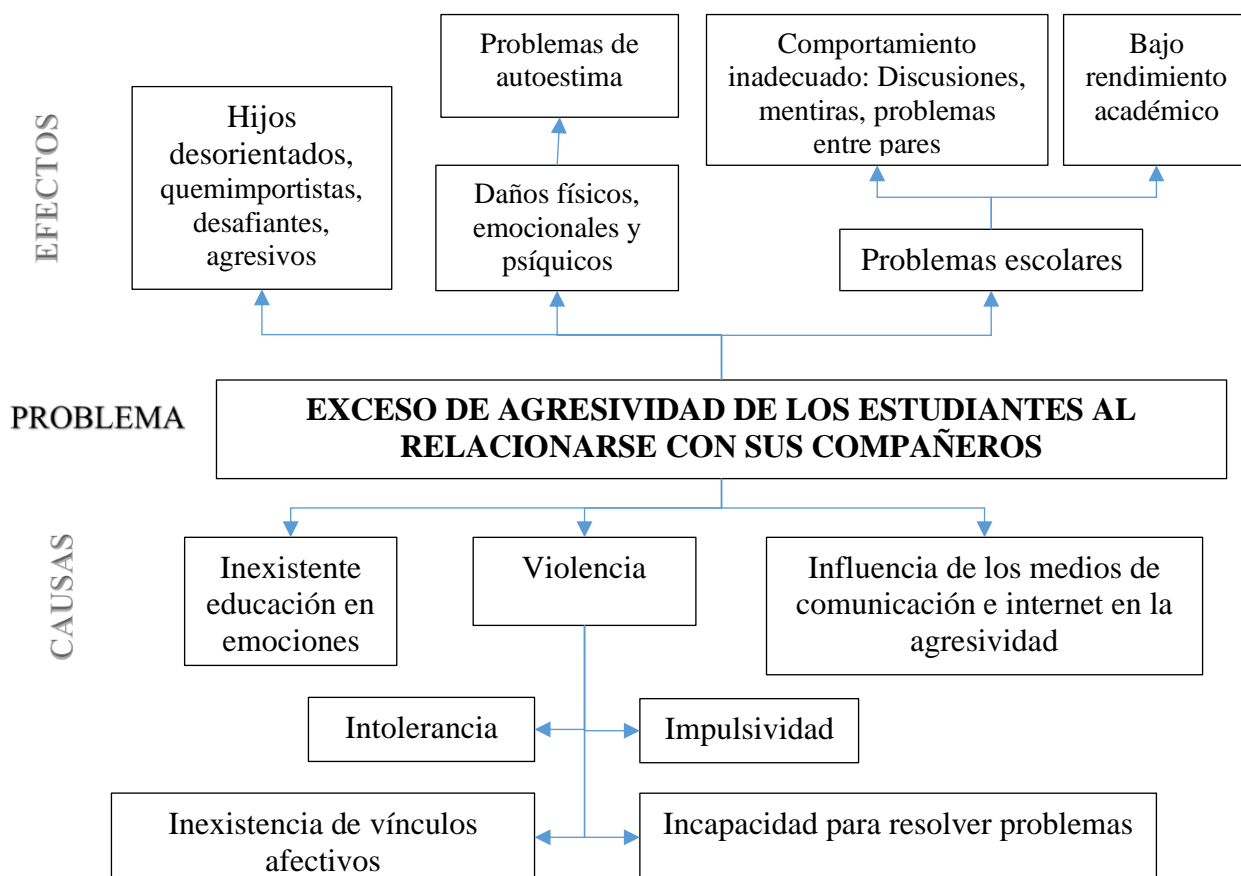 EFECTOS
Problemas de
autoestima
Comportamiento
inadecuado: Discusiones,
mentiras, problemas
entre pares
Bajo
rendimiento
académico
Hijos
desorientados,
quemimportistas,
desafiantes,
agresivos
Daños físicos,
emocionales y
psíquicos
Problemas escolares
PROBLEMA
EXCESO DE AGRESIVIDAD DE LOS ESTUDIANTES AL
RELACIONARSE CON SUS COMPAÑEROS
CAUSAS
Inexistente
educación en
emociones
Violencia
Influencia de los medios de
comunicación e internet en la
agresividad
Intolerancia
Impulsividad
Inexistencia de vínculos
afectivos
Incapacidad para resolver problemas